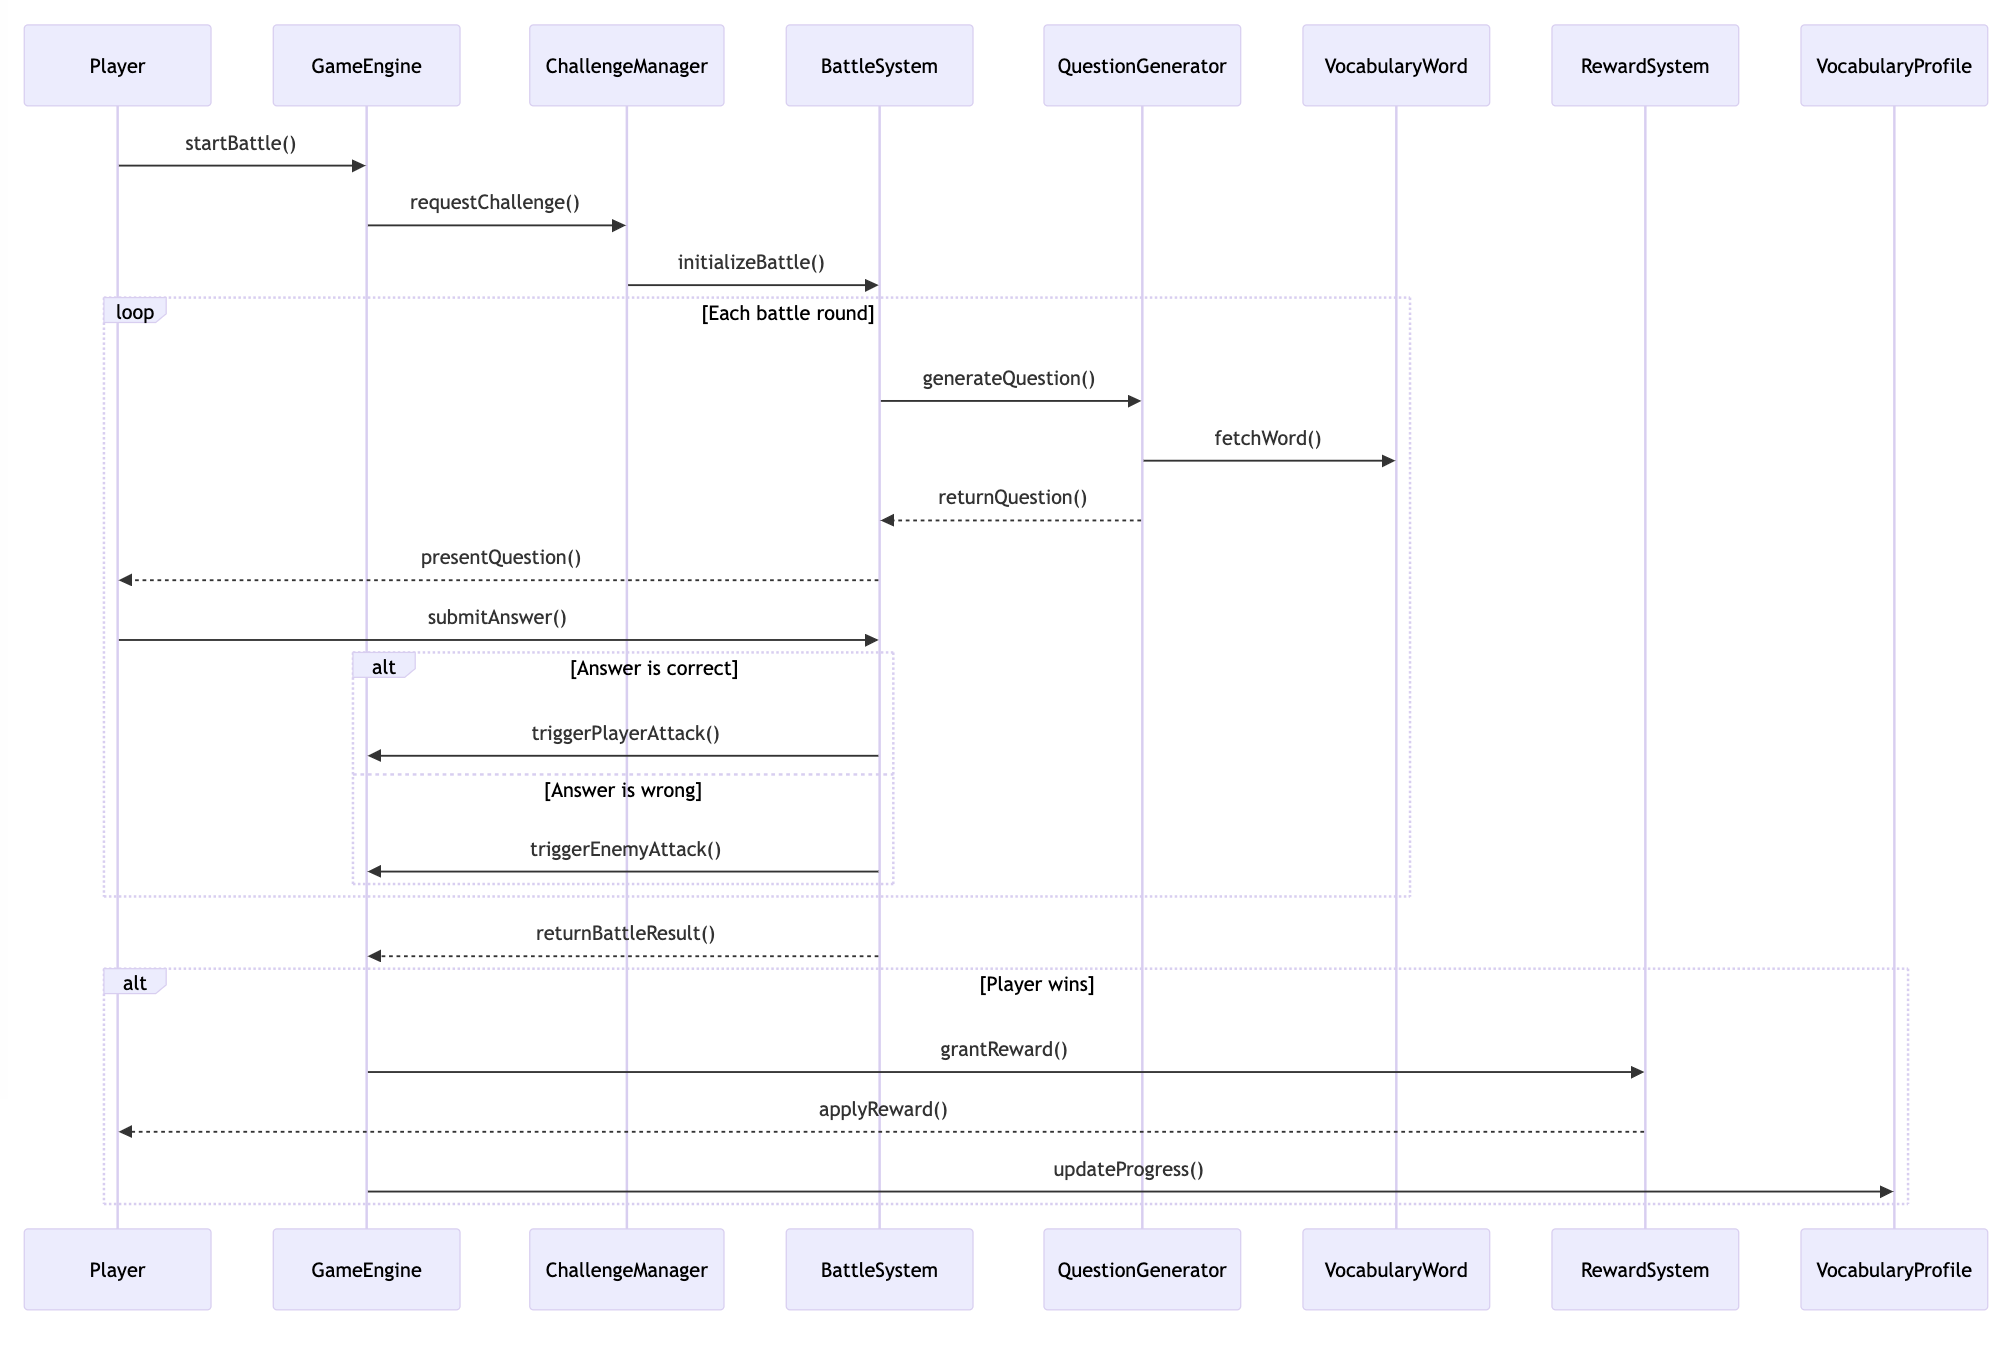 Player
GameEngine
ChallengeManager
BattleSystem
QuestionGenerator
VocabularyWord
RewardSystem
VocabularyProfile
startBattle()
requestChallenge()
initializeBattle()
loop
[Each battle round]
generateQuestion()
fetchWord()
returnQuestion()
presentQuestion()
submitAnswer()
alt
[Answer is correct]
triggerPlayerAttack()
[Answer is wrong]
triggerEnemyAttack()
returnBattleResult()
alt
[Player wins]
grantReward()
applyReward()
updateProgress()
Player
GameEngine
ChallengeManager
BattleSystem
QuestionGenerator
VocabularyWord
RewardSystem
VocabularyProfile